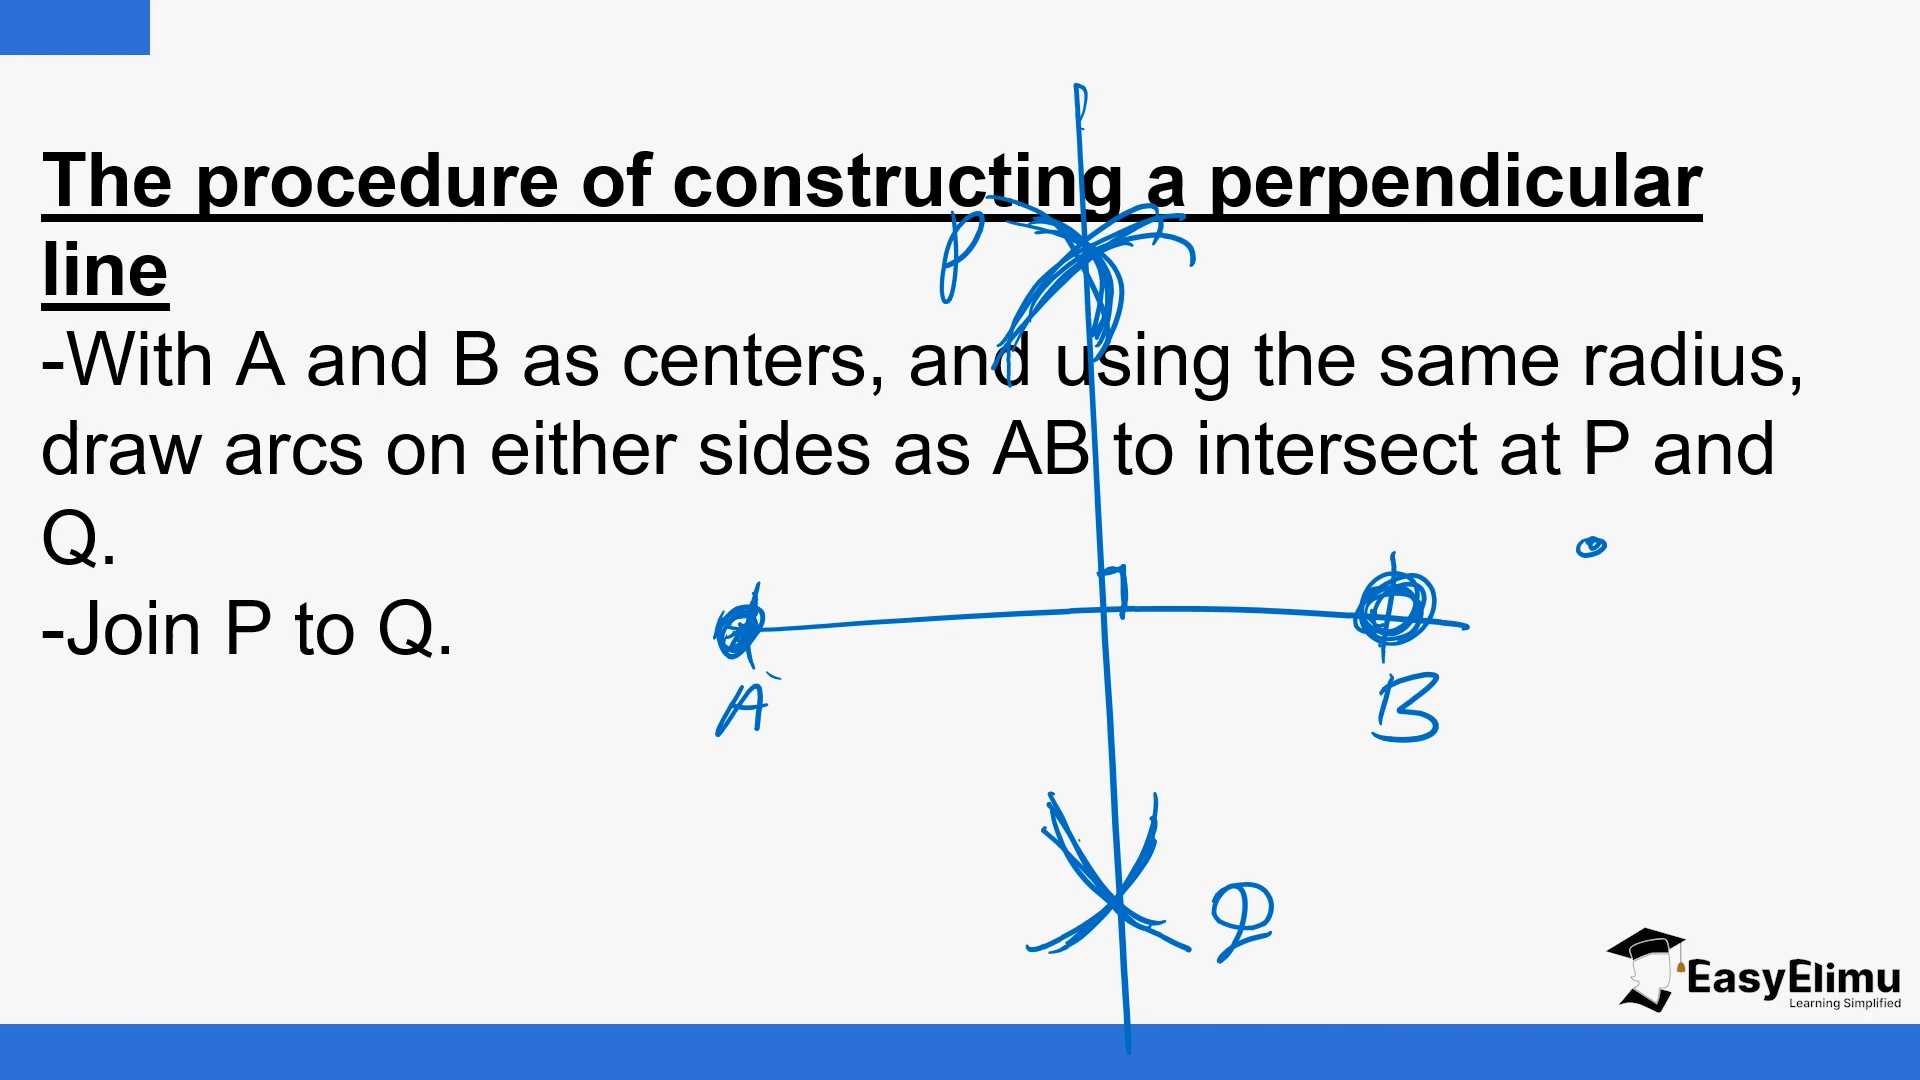 The procedure of constructing a perpendicular
line
-With A and B as centers, and using the same radius,
draw arcs on either sides as AB to intersect at P and
Q.
-Join P to Q.
P
A
B
Q
EasyElimu
Learning Simplified